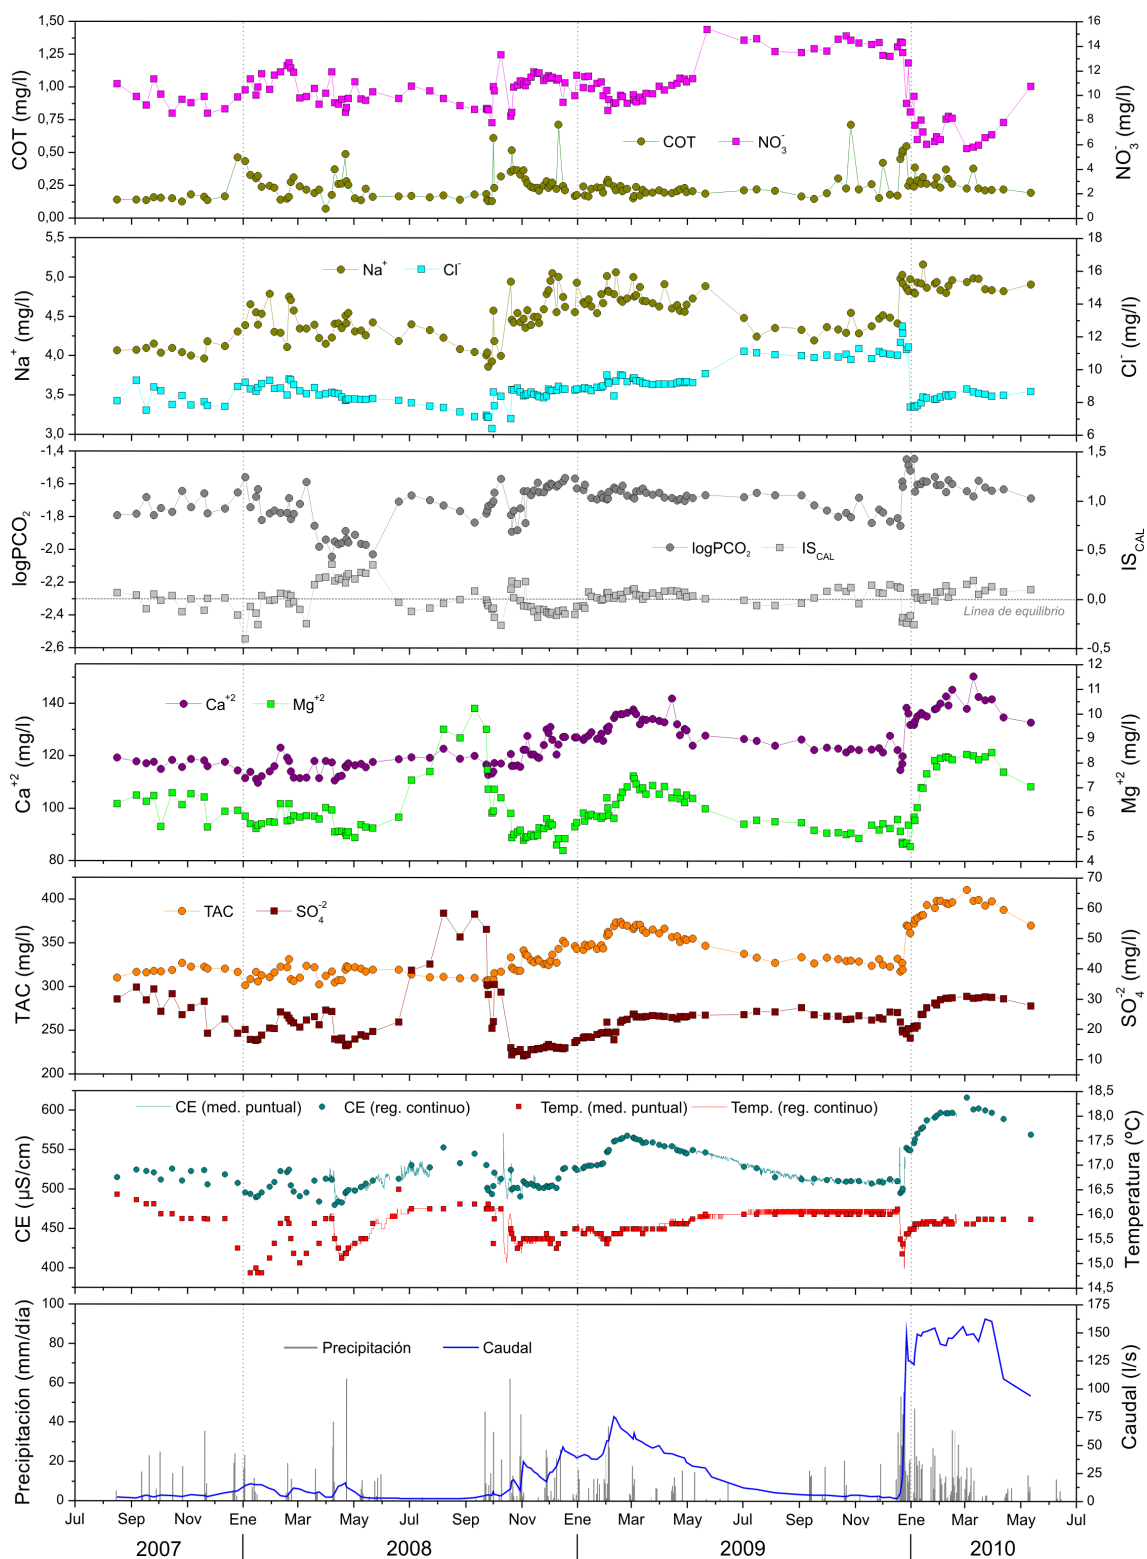 1,50
1,25
1,00
0,75
0,50
0,25
0,00
COT (mg/l)
COT
NO₃⁻
16
14
12
10
8
6
4
2
0
NO₃⁻ (mg/l)
5,5
5,0
4,5
4,0
3,5
3,0
Na⁺ (mg/l)
Na⁺
Cl⁻
18
16
14
12
10
8
6
Cl⁻ (mg/l)
-1,4
-1,6
-1,8
-2,0
-2,2
-2,4
-2,6
logPCO₂
logPCO₂
IS_CAL
Línea de equilibrio
1,5
1,0
0,5
0,0
-0,5
IS_CAL
140
120
100
80
Ca⁺² (mg/l)
Ca⁺²
Mg⁺²
12
11
10
9
8
7
6
5
4
Mg⁺² (mg/l)
400
350
300
250
200
TAC (mg/l)
TAC
SO₄⁻²
70
60
50
40
30
20
10
SO₄⁻² (mg/l)
600
550
500
450
400
CE (µS/cm)
CE (med. puntual)
CE (reg. continuo)
Temp. (med. puntual)
Temp. (reg. continuo)
18,5
18,0
17,5
17,0
16,5
16,0
15,5
15,0
14,5
Temperatura (ºC)
100
80
60
40
20
0
Precipitación (mm/día)
Precipitación
Caudal
175
150
125
100
75
50
25
0
Caudal (l/s)
Jul Sep Nov Ene Mar May Jul Sep Nov Ene Mar May Jul Sep Nov Ene Mar May Jul
2007 2008 2009 2010